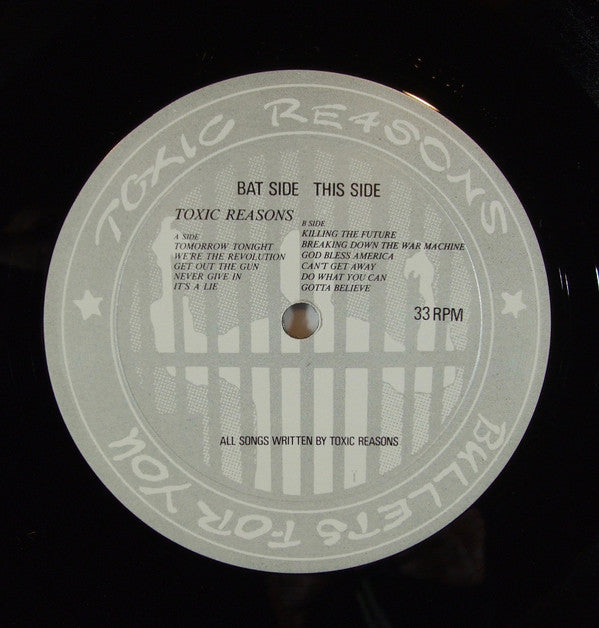 TOXIC REASONS
BAT SIDE THIS SIDE
TOXIC REASONS
A SIDE
TOMORROW TONIGHT
WE'RE THE REVOLUTION
GET OUT THE GUN
NEVER GIVE IN
IT'S A LIE
B SIDE
KILLING THE FUTURE
BREAKING DOWN THE WAR MACHINE
GOD BLESS AMERICA
CAN'T GET AWAY
DO WHAT YOU CAN
GOTTA BELIEVE
33 RPM
ALL SONGS WRITTEN BY TOXIC REASONS
BULLETS FOR YOU